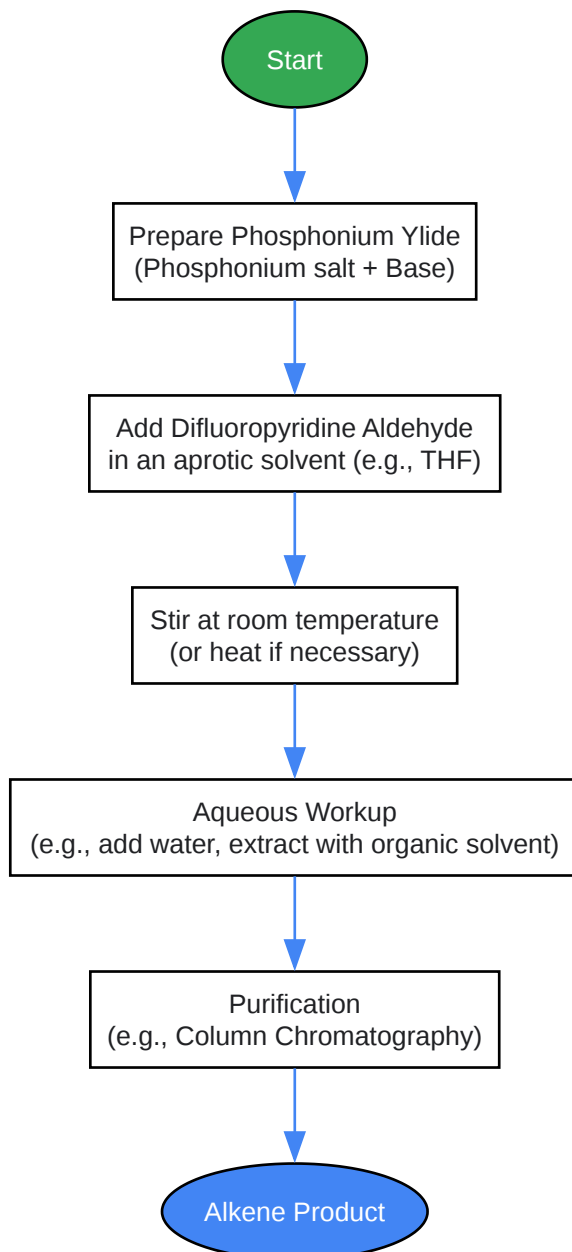 Start
Prepare Phosphonium Ylide
(Phosphonium salt + Base)
Add Difluoropyridine Aldehyde
in an aprotic solvent (e.g., THF)
Stir at room temperature
(or heat if necessary)
Aqueous Workup
(e.g., add water, extract with organic solvent)
Purification
(e.g., Column Chromatography)
Alkene Product